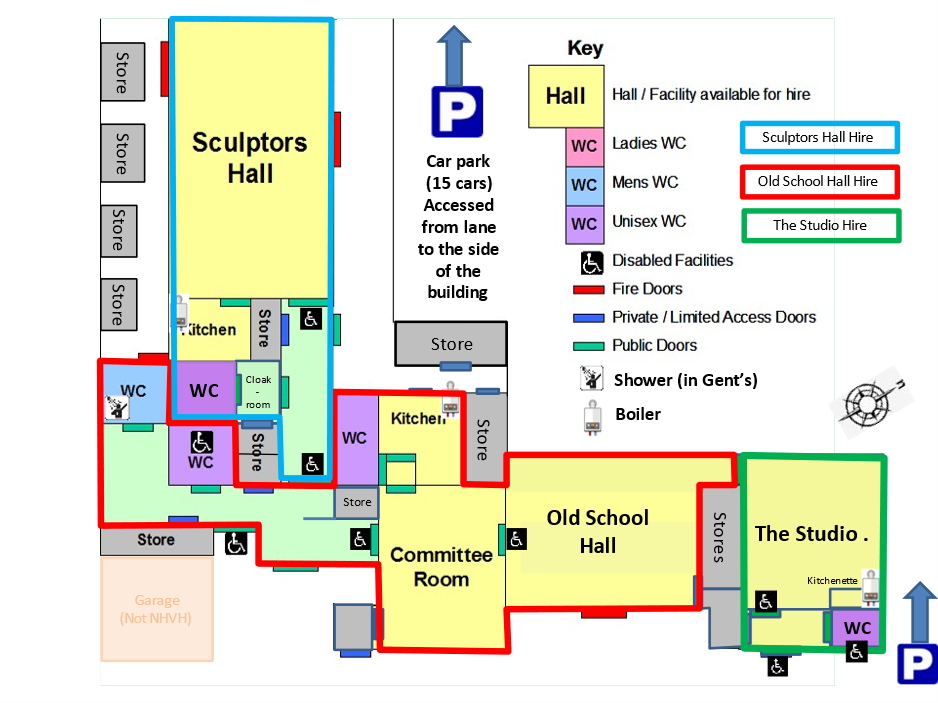 Store
Store
Store
Store
Sculptors
Hall
P
Car park
(15 cars)
Accessed
from lane
to the side
of the
building
Key
Hall
Hall / Facility available for hire
WC
Ladies WC
WC
Mens WC
WC
Unisex WC
Disabled Facilities
Fire Doors
Private / Limited Access Doors
Public Doors
Shower (in Gent's)
Boiler
Sculptors Hall Hire
Old School Hall Hire
The Studio Hire
Kitchen
Store
Store
WC
WC
Cloak
-
room
WC
Store
WC
Kitchen
Store
Store
Store
Committee
Room
Old School
Hall
Stores
The Studio .
Kitchenette
WC
Garage
(Not NHVH)
P